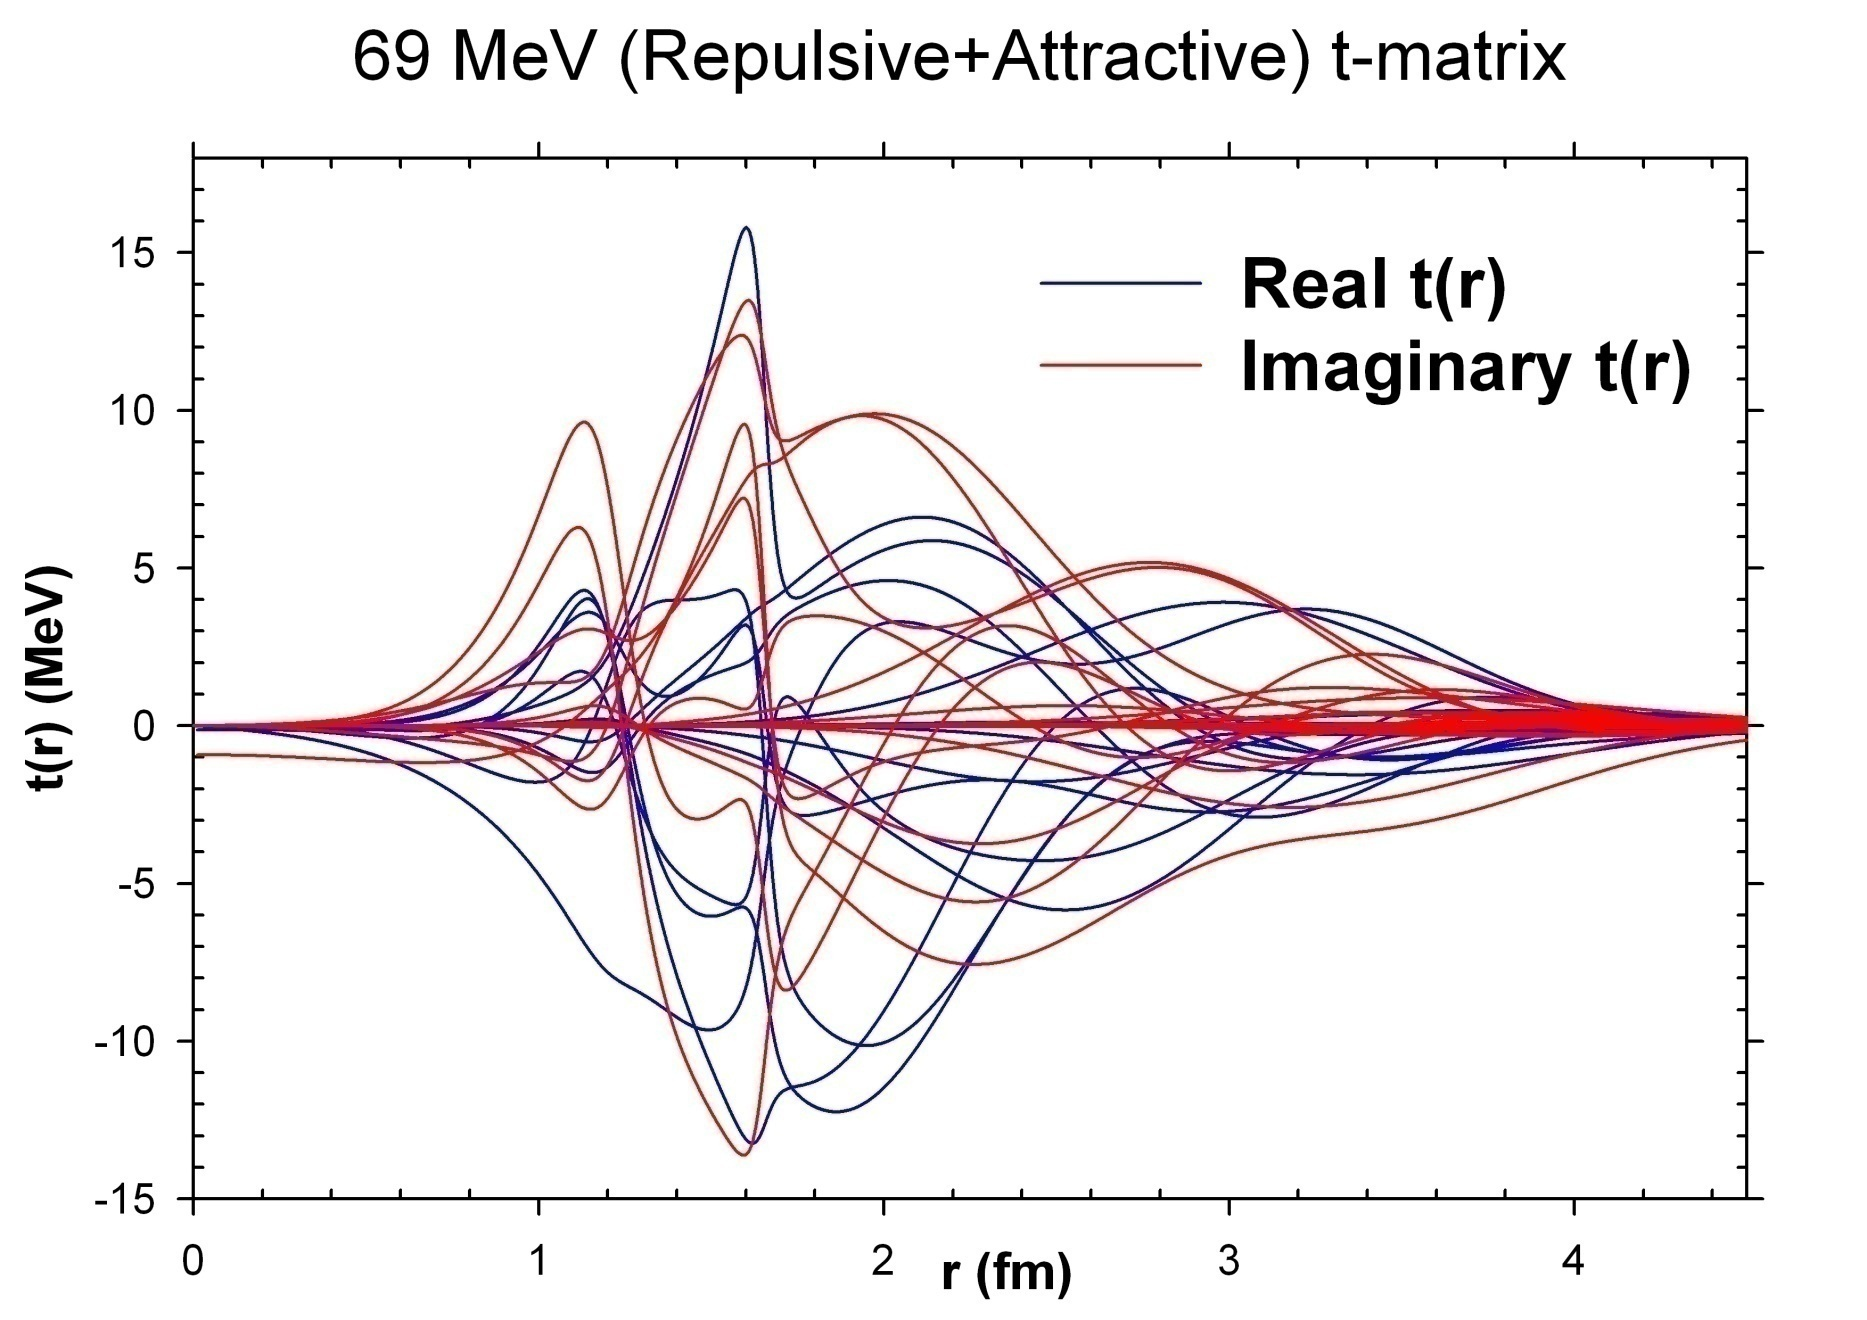 69 MeV (Repulsive+Attractive) t-matrix
15
10
5
0
-5
-10
-15
t(r) (MeV)
Real t(r)
Imaginary t(r)
0 1 2 3 4
r (fm)